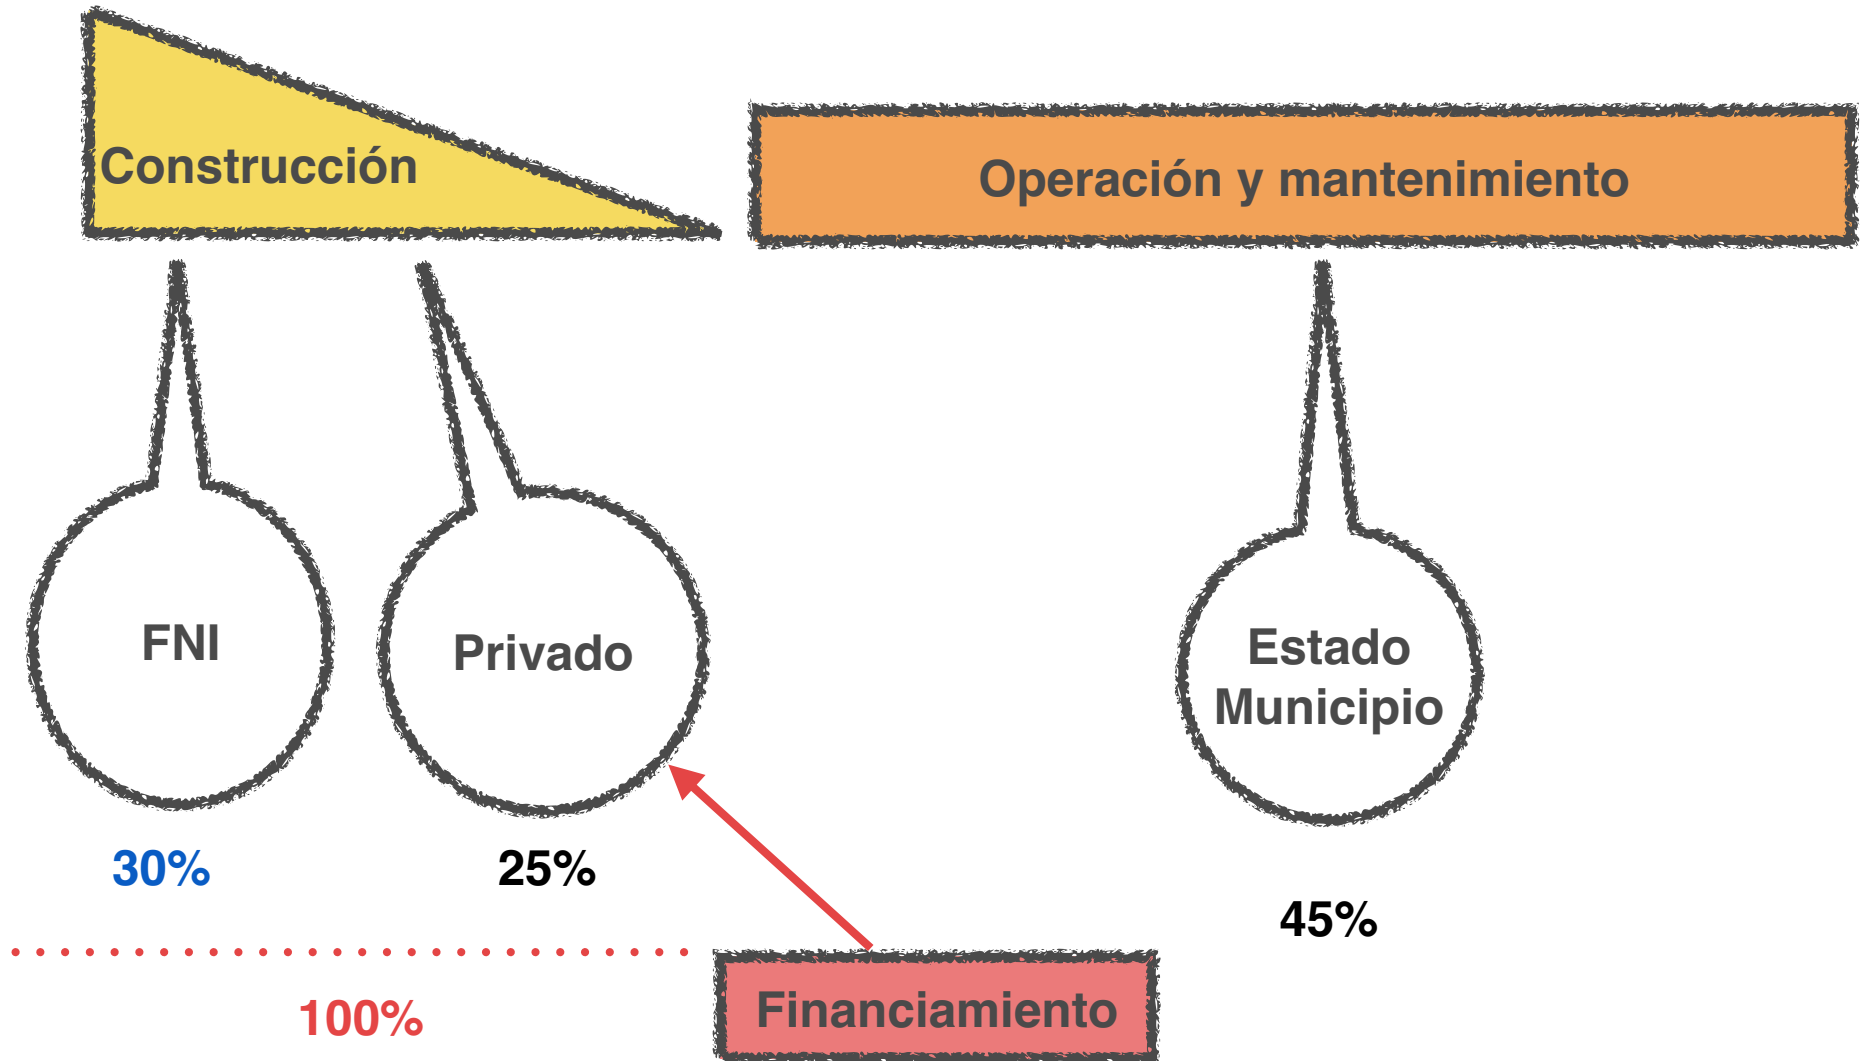 Construcción
Operación y mantenimiento
FNI
Privado
Estado
Municipio
30%
25%
45%
100%
Financiamiento